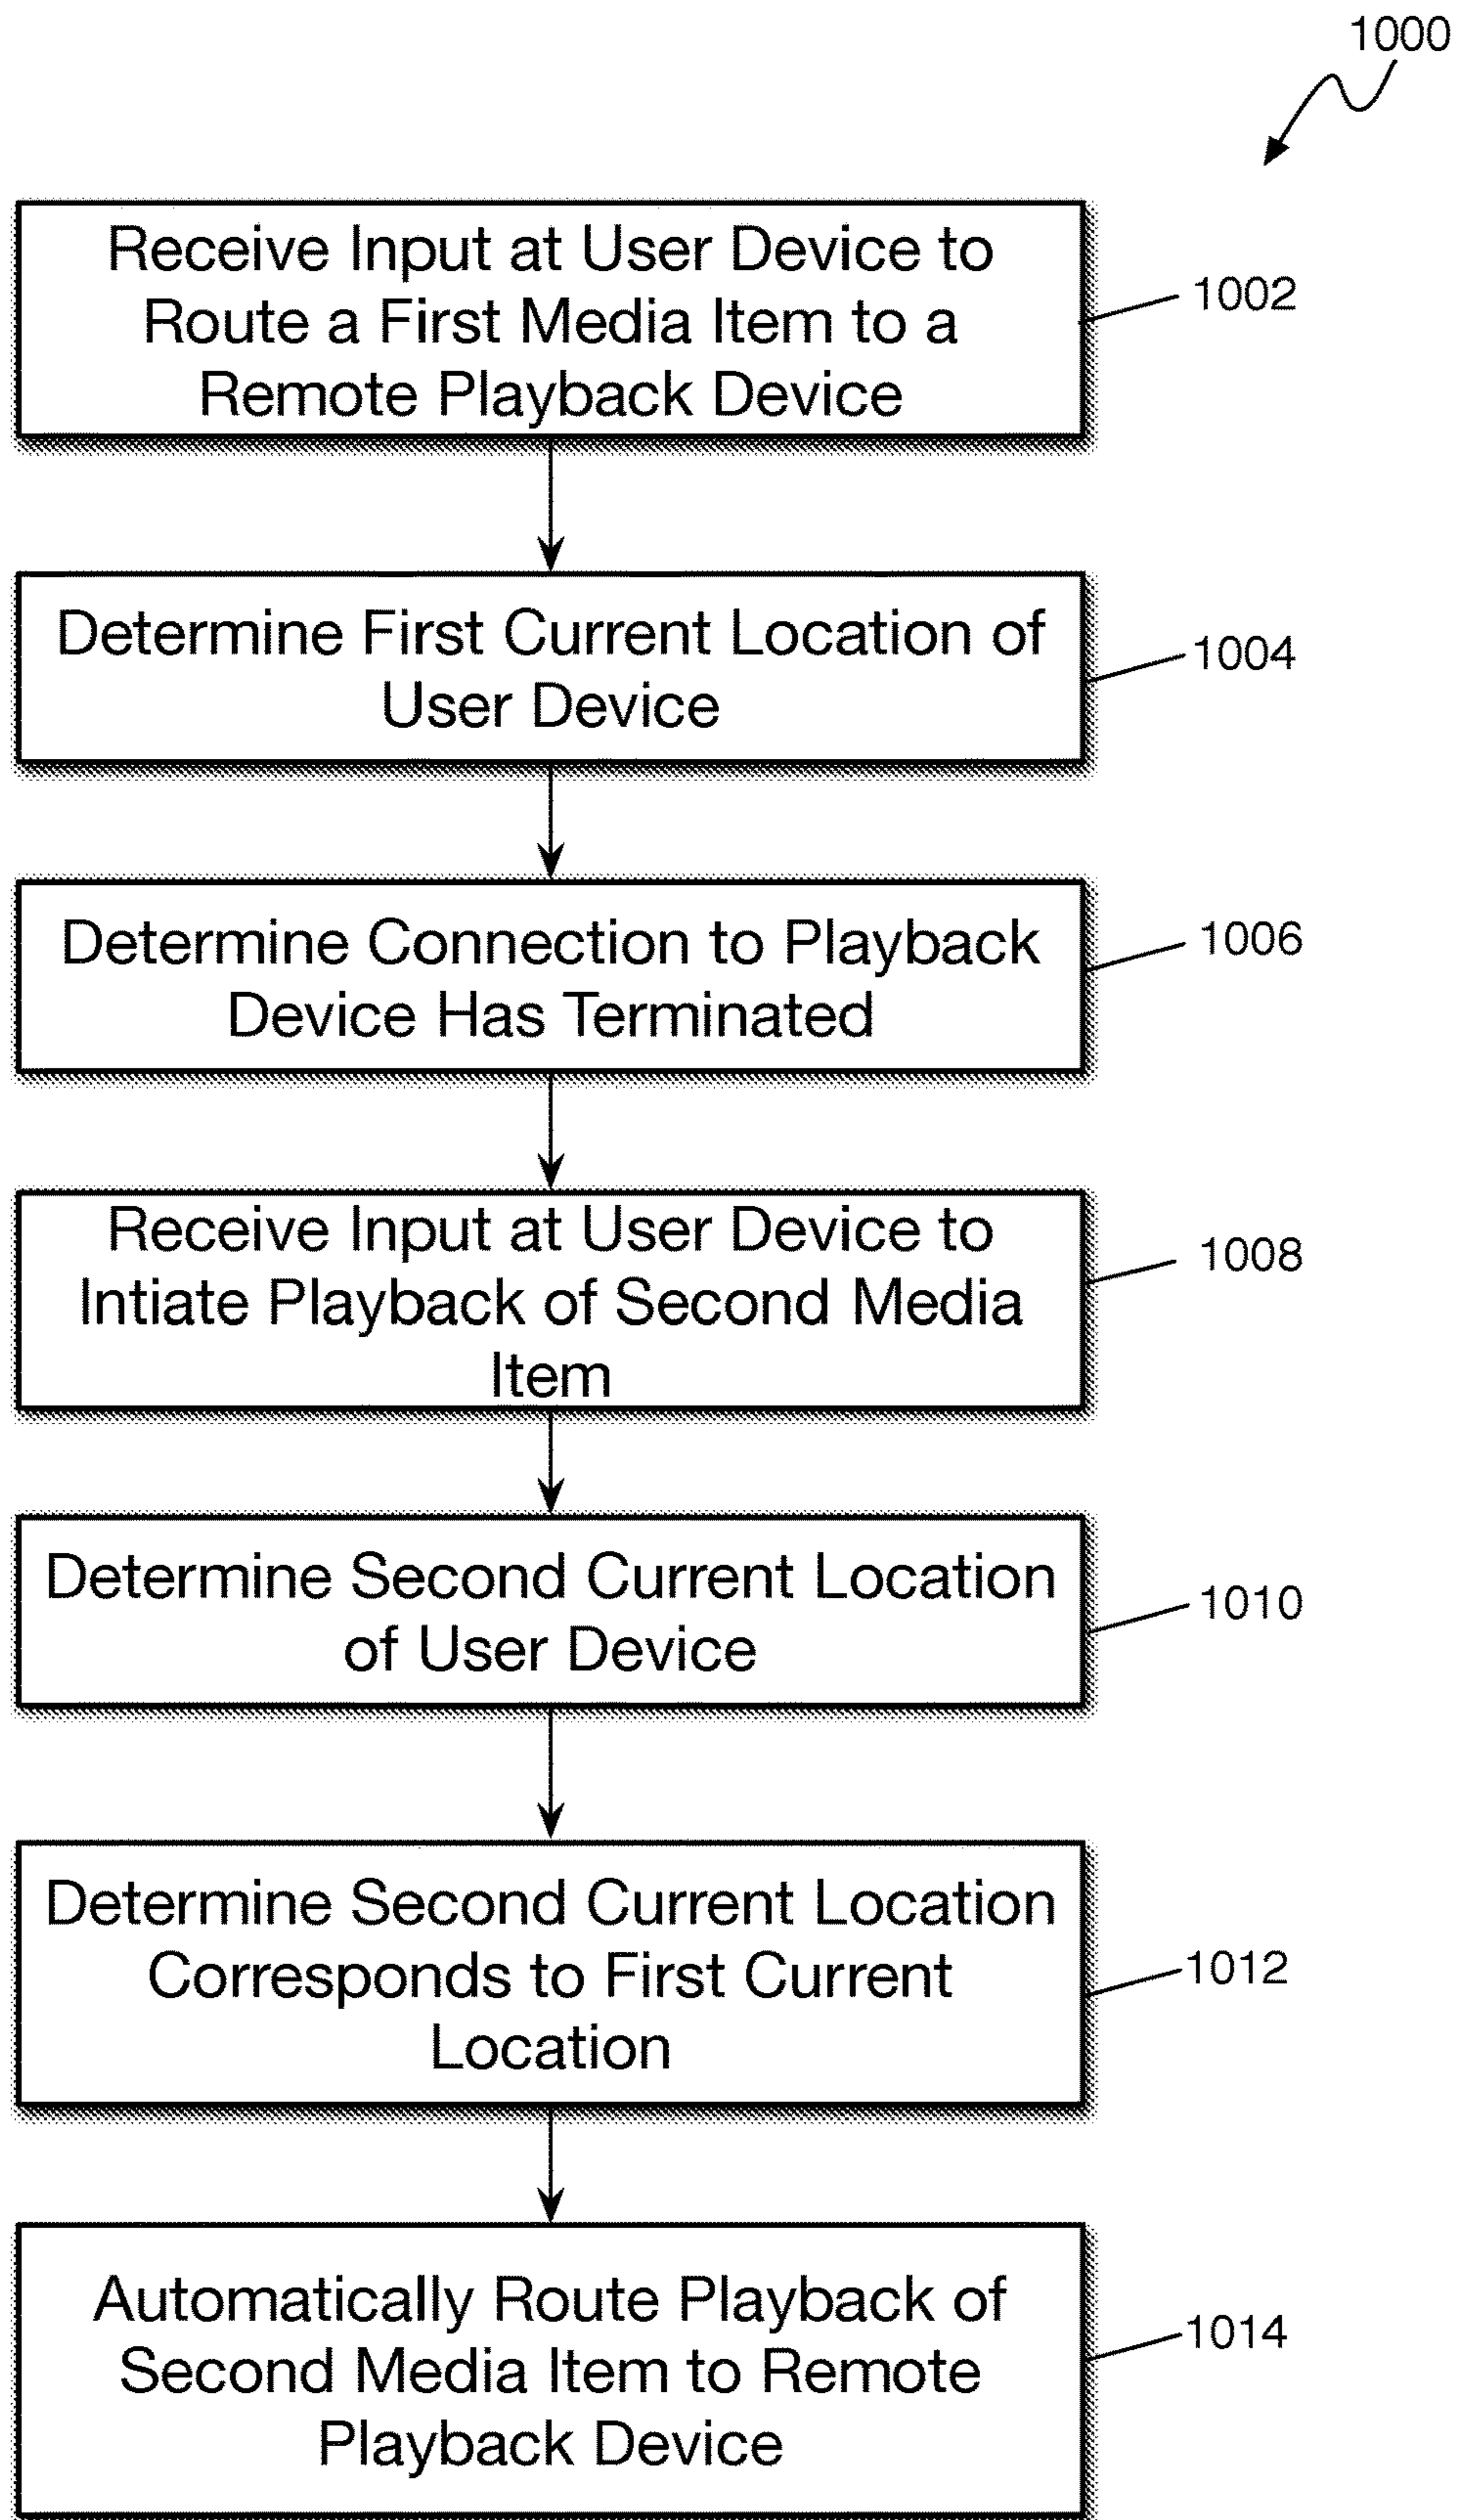 1000
Receive Input at User Device to
Route a First Media Item to a
Remote Playback Device
1002
Determine First Current Location of
User Device
1004
Determine Connection to Playback
Device Has Terminated
1006
Receive Input at User Device to
Intiate Playback of Second Media
Item
1008
Determine Second Current Location
of User Device
1010
Determine Second Current Location
Corresponds to First Current
Location
1012
Automatically Route Playback of
Second Media Item to Remote
Playback Device
1014